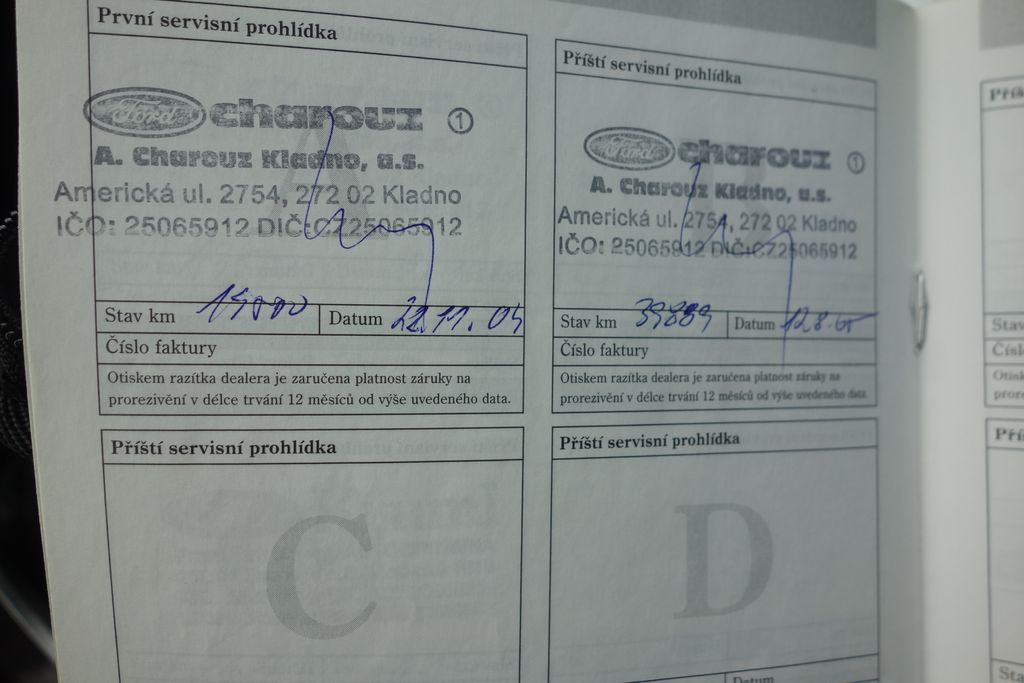 První servisní prohlídka
Ford charouz 1
A. Charouz Kladno, a.s.
Americká ul. 2754, 272 02 Kladno
IČO: 25065912 DIČ:CZ25065912
Stav km 15000 Datum 22.11.04
Číslo faktury
Otiskem razítka dealera je zaručena platnost záruky na
prorezivění v délce trvání 12 měsíců od výše uvedeného data.
Příští servisní prohlídka
Ford charouz 1
A. Charouz Kladno, a.s.
Americká ul. 2754, 272 02 Kladno
IČO: 25065912 DIČ:CZ25065912
Stav km 39889 Datum 12.8.05
Číslo faktury
Otiskem razítka dealera je zaručena platnost záruky na
prorezivění v délce trvání 12 měsíců od výše uvedeného data.
Příští servisní prohlídka
C
Příští servisní prohlídka
D
Datum